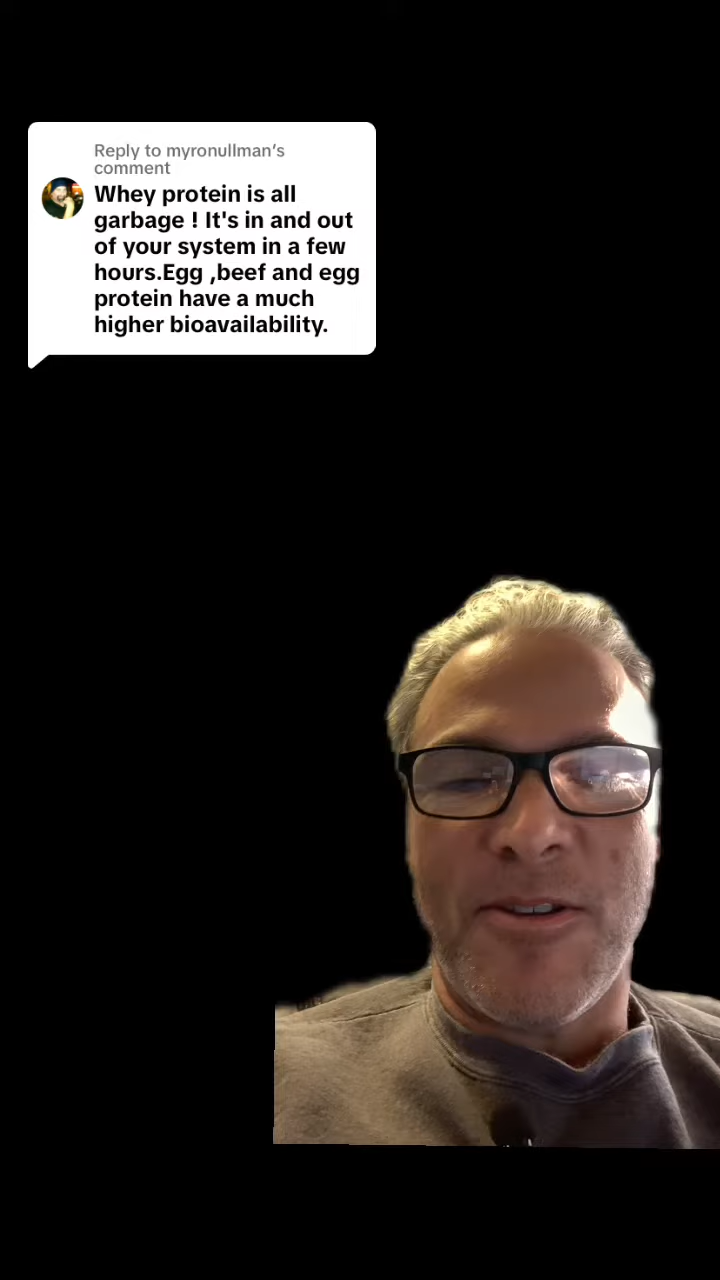 Reply to myronullman's
comment
Whey protein is all
garbage ! It's in and out
of your system in a few
hours.Egg ,beef and egg
protein have a much
higher bioavailability.